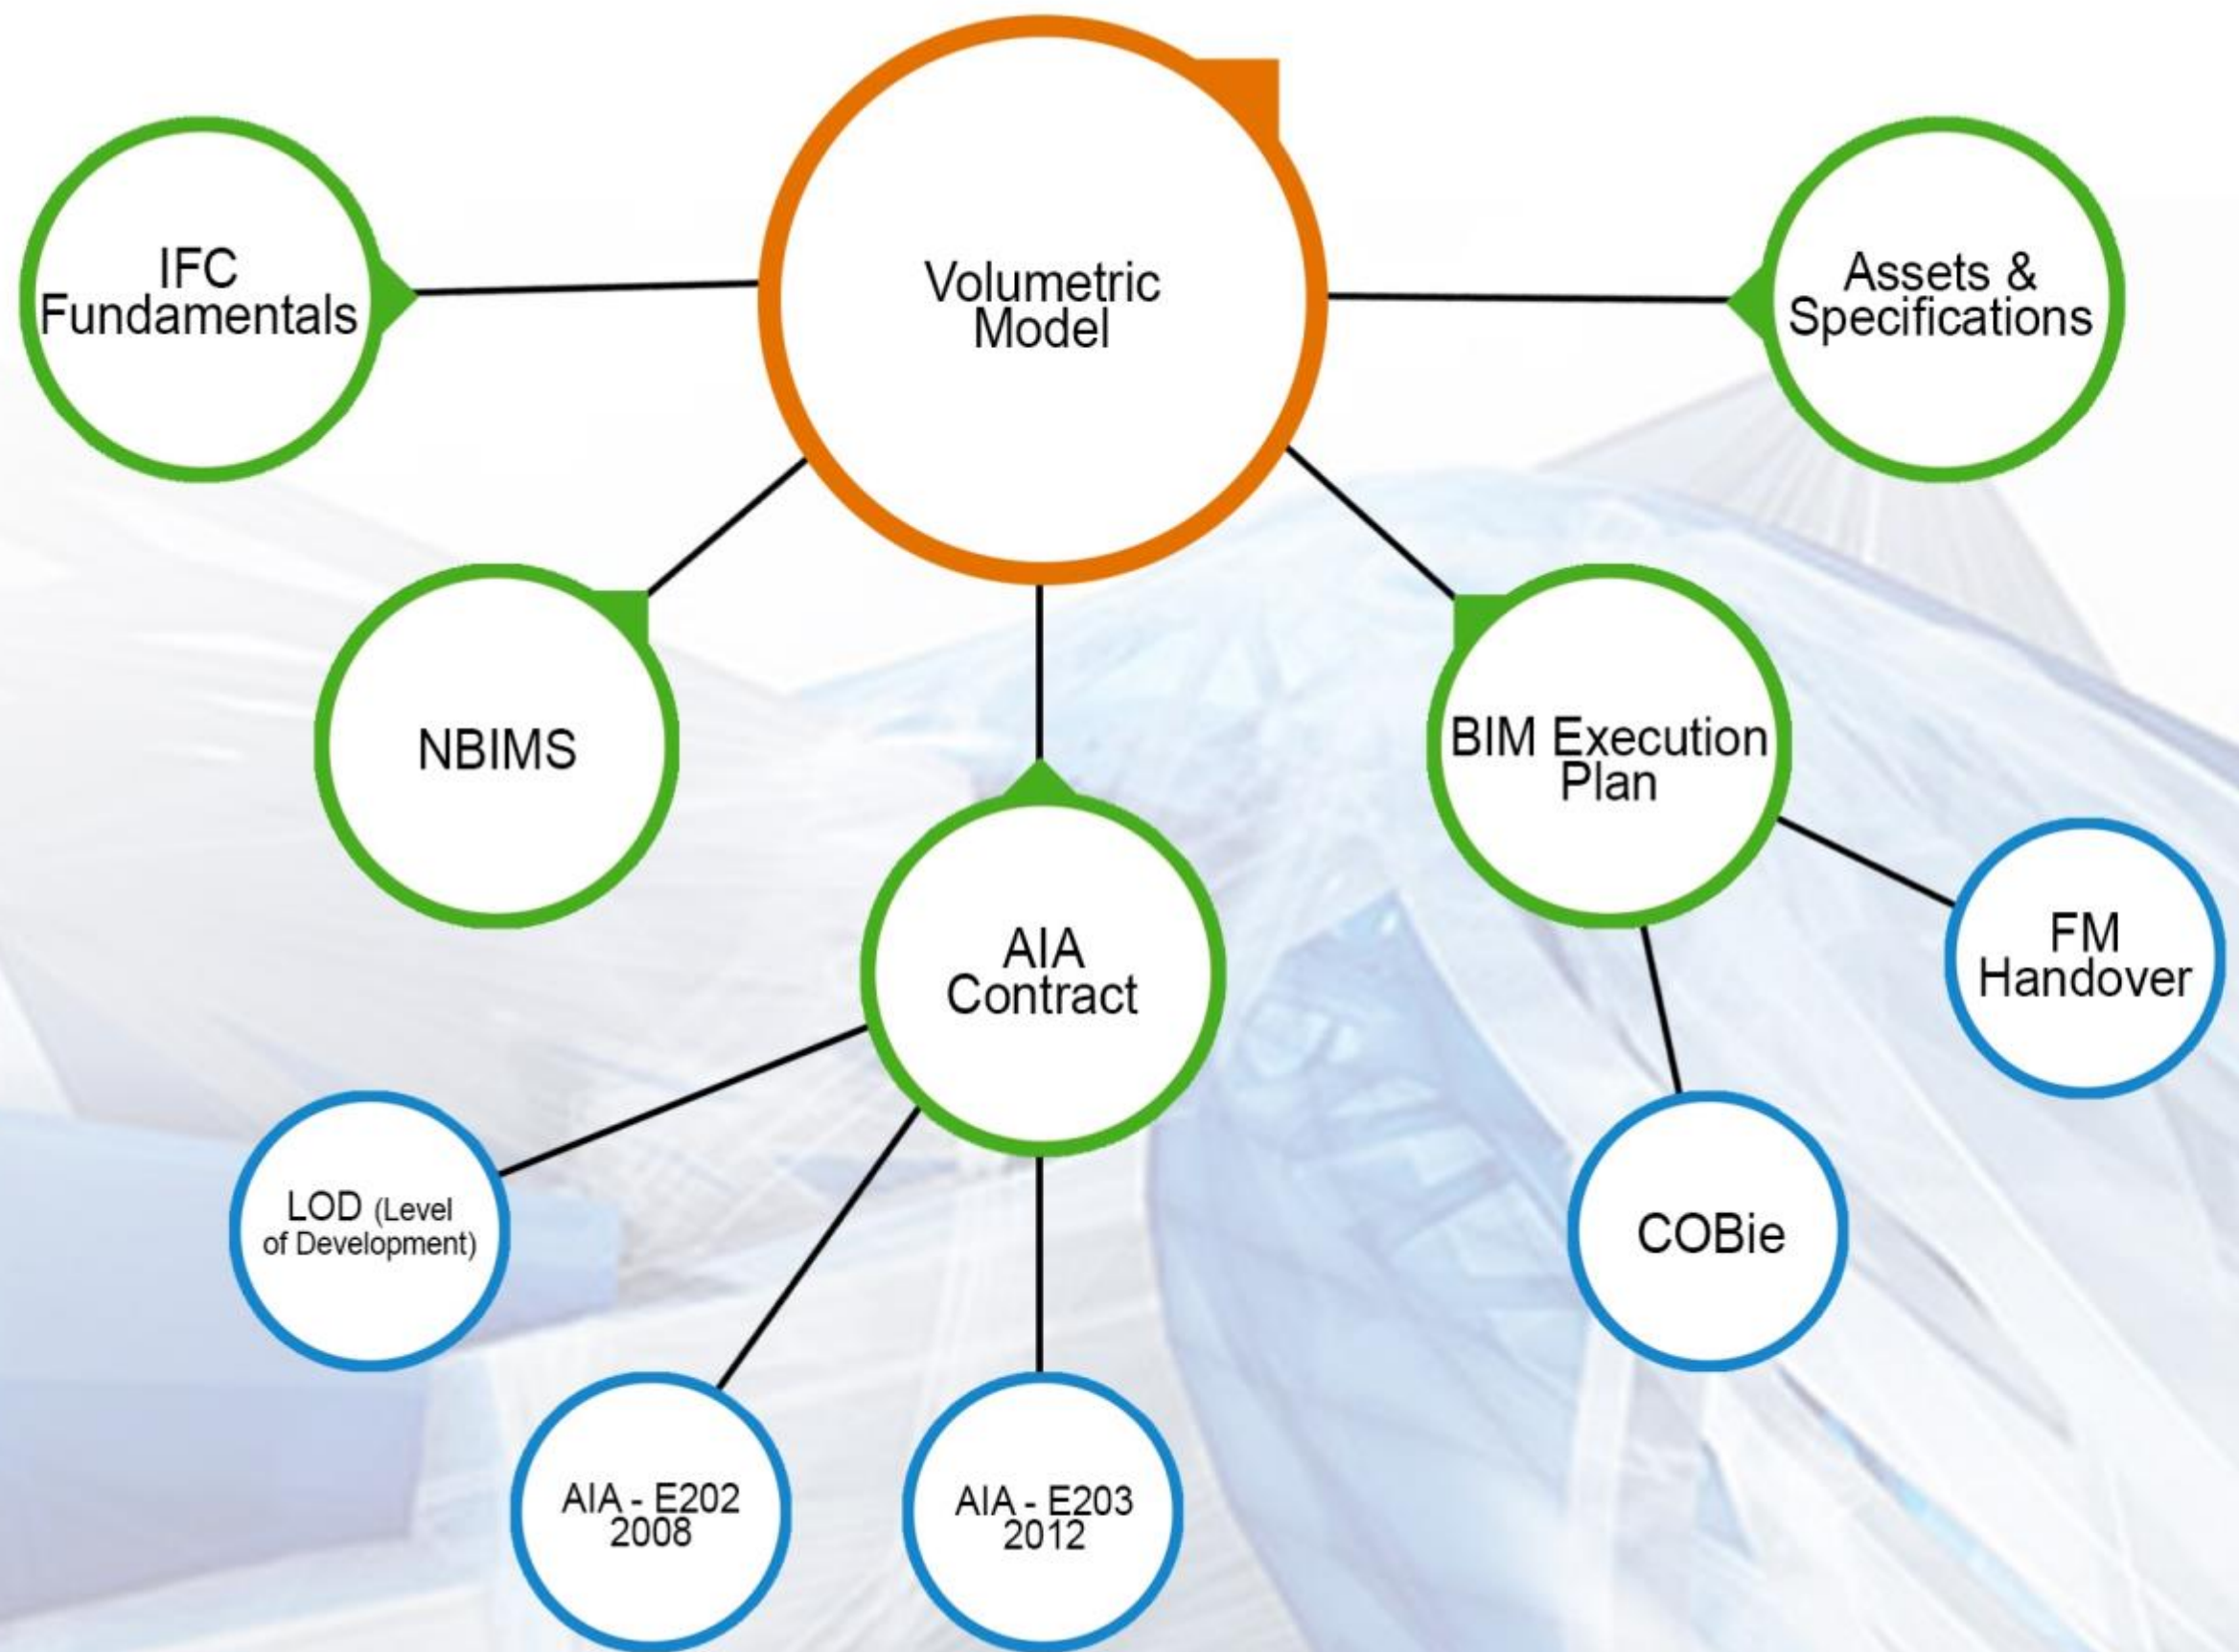 IFC
Fundamentals
Volumetric
Model
Assets &
Specifications
NBIMS
AIA
Contract
BIM Execution
Plan
FM
Handover
LOD (Level
of Development)
AIA - E202
2008
AIA - E203
2012
COBie